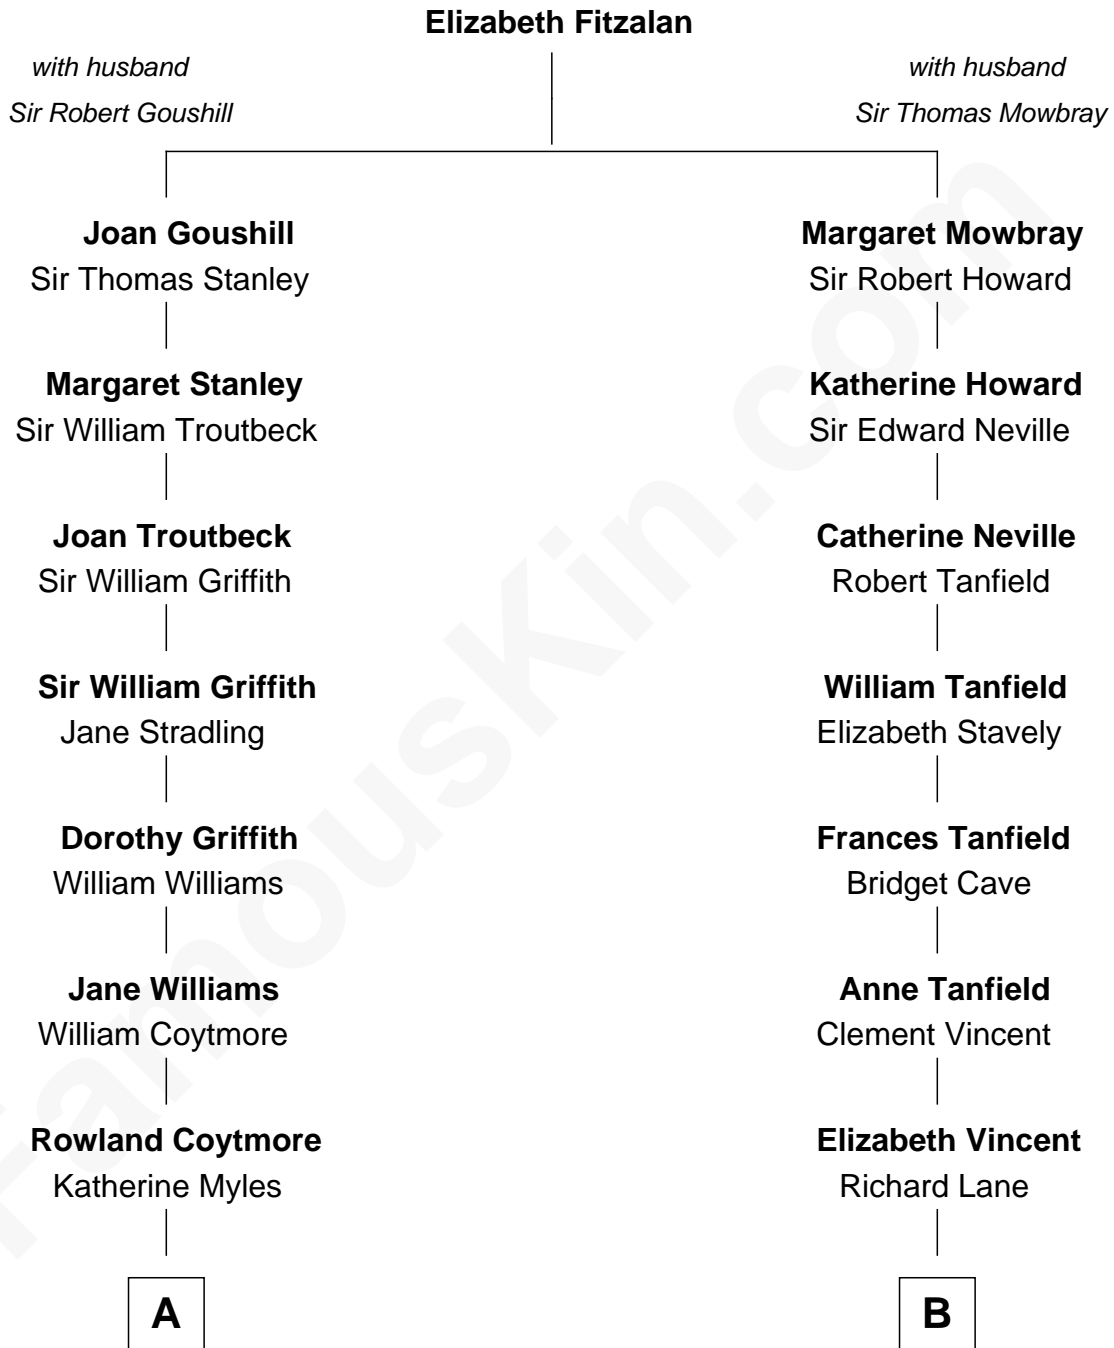 Elizabeth Fitzalan
with husband
Sir Robert Goushill
with husband
Sir Thomas Mowbray
Joan Goushill
Sir Thomas Stanley
Margaret Mowbray
Sir Robert Howard
Margaret Stanley
Sir William Troutbeck
Katherine Howard
Sir Edward Neville
Joan Troutbeck
Sir William Griffith
Catherine Neville
Robert Tanfield
Sir William Griffith
Jane Stradling
William Tanfield
Elizabeth Stavely
Dorothy Griffith
William Williams
Frances Tanfield
Bridget Cave
Jane Williams
William Coytmore
Anne Tanfield
Clement Vincent
Rowland Coytmore
Katherine Myles
Elizabeth Vincent
Richard Lane
A
B
FamousKin.com